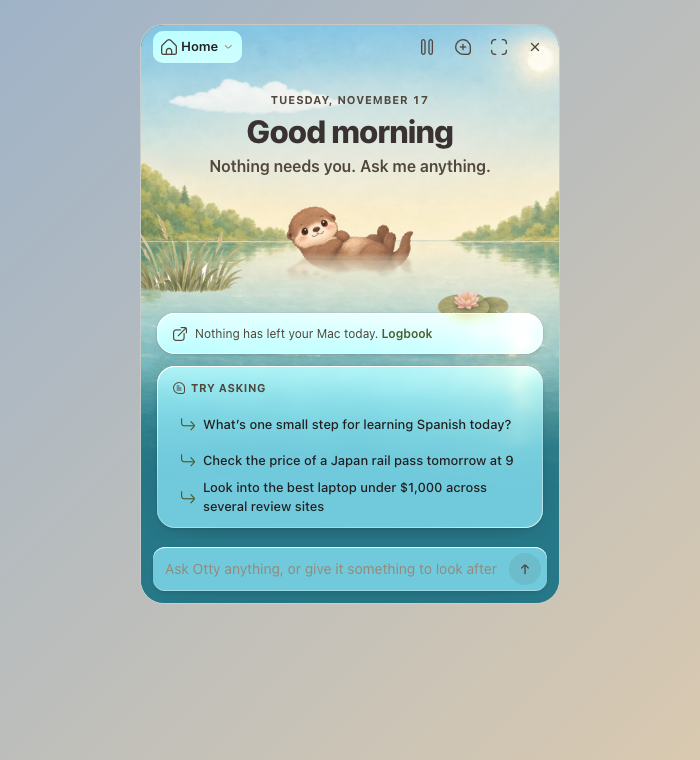 Home
TUESDAY, NOVEMBER 17
Good morning
Nothing needs you. Ask me anything.
Nothing has left your Mac today. Logbook
TRY ASKING
What's one small step for learning Spanish today?
Check the price of a Japan rail pass tomorrow at 9
Look into the best laptop under $1,000 across
several review sites
Ask Otty anything, or give it something to look after